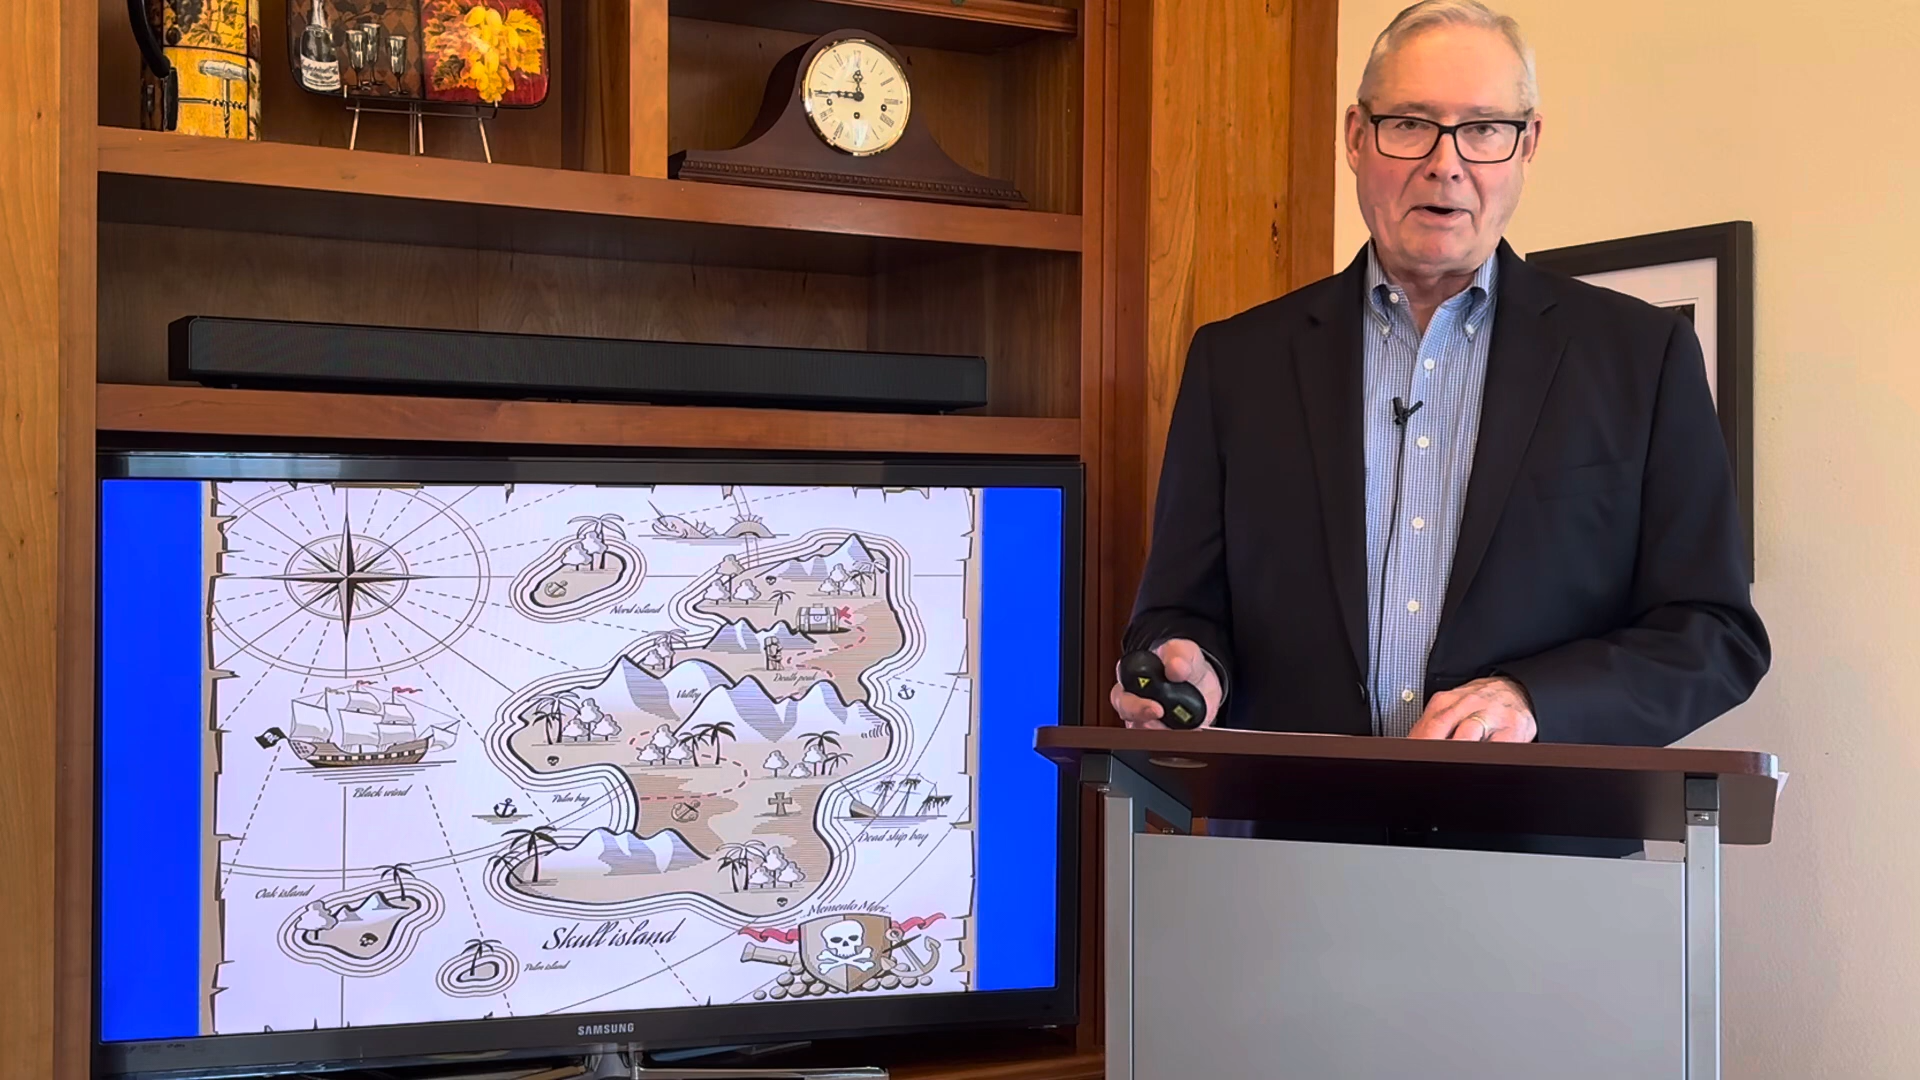 Nord island
Death peak
Valley
Black wind
Palm bay
Dead ship bay
Oak island
Memento Mori
Skull island
Palm island
SAMSUNG